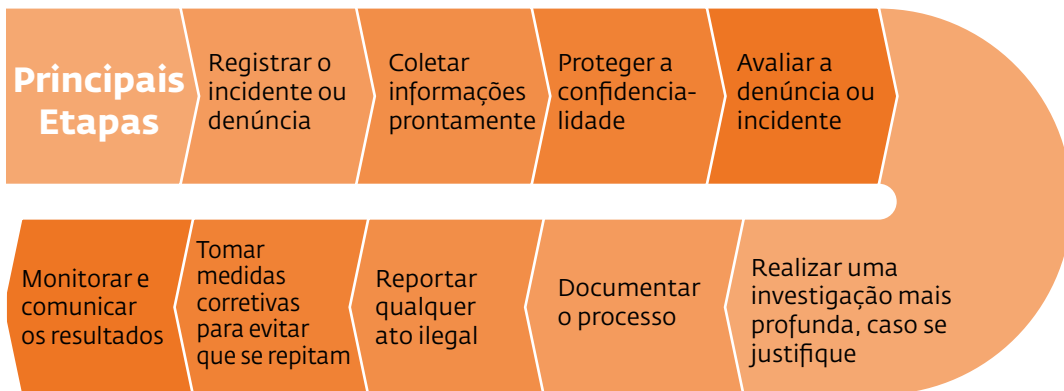 Principais
Etapas
Registrar o
incidente ou
denúncia
Coletar
informações
prontamente
Proteger a
confidencia-
lidade
Avaliar a
denúncia ou
incidente
Realizar uma
investigação mais
profunda, caso se
justifique
Documentar
o processo
Reportar
qualquer
ato ilegal
Tomar
medidas
corretivas
para evitar
que se repitam
Monitorar e
comunicar
os resultados